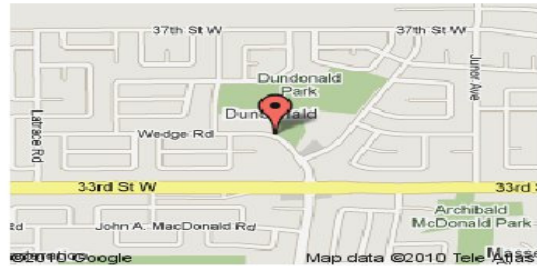 37th St W
37th St W
Dundonald
Park
Junor Ave
Latrace Rd
Wedge Rd
33rd St W
33rd St
Archibald
McDonald Park
John A. MacDonald Rd
©2010 Google
Map data ©2010 Tele Atlas